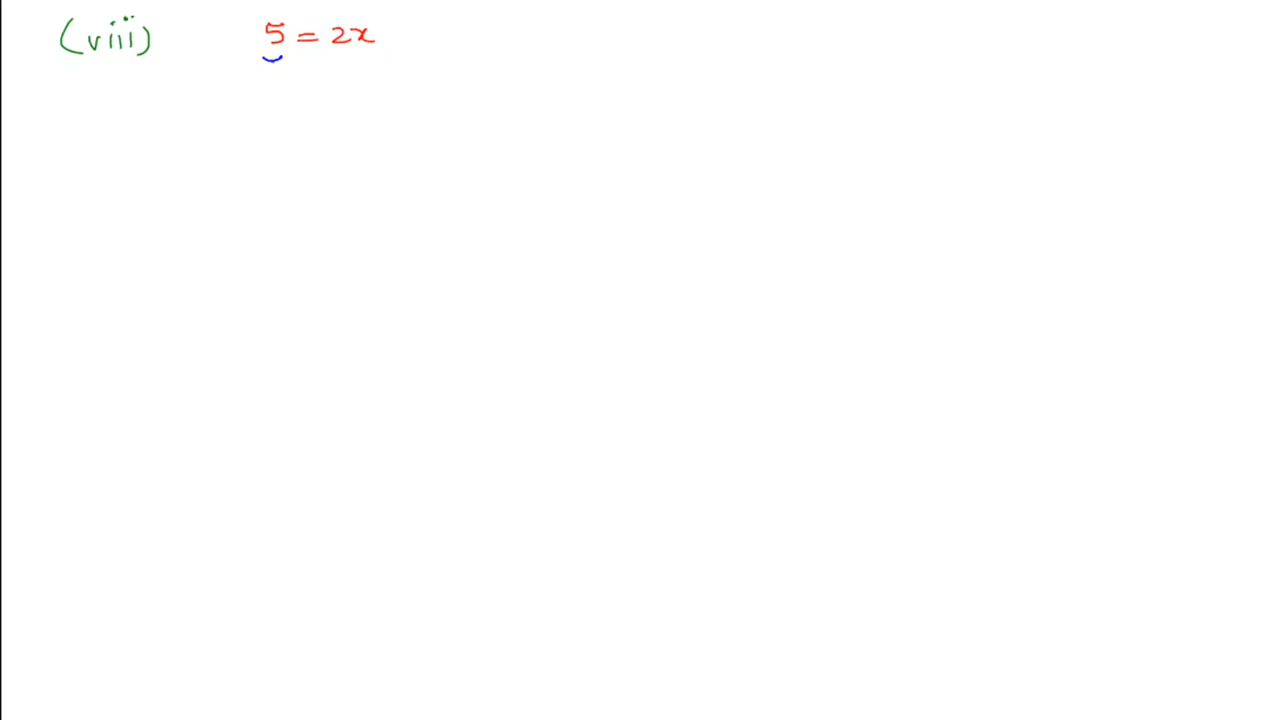 (viii) 5 = 2x